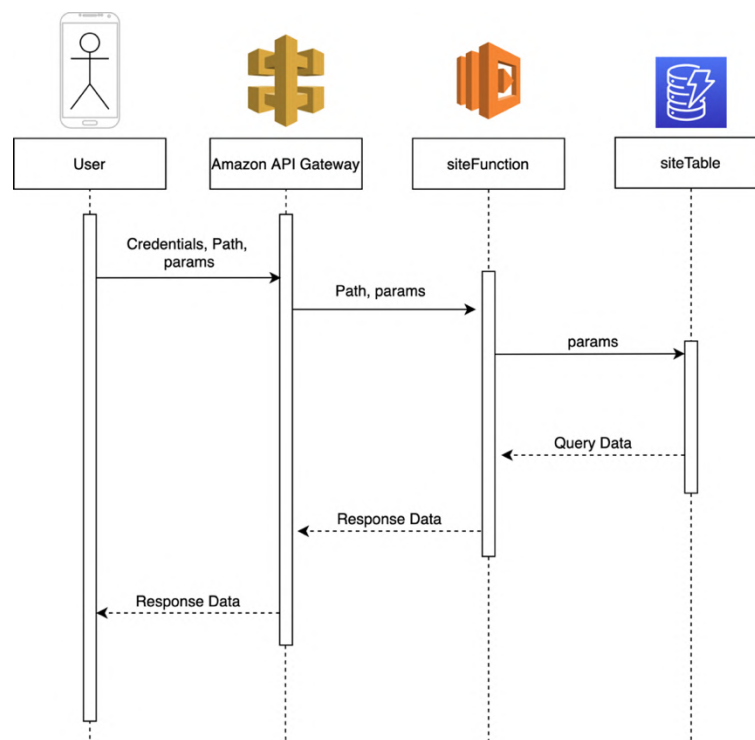 User
Amazon API Gateway
siteFunction
siteTable
Credentials, Path,
params
Path, params
params
Query Data
Response Data
Response Data